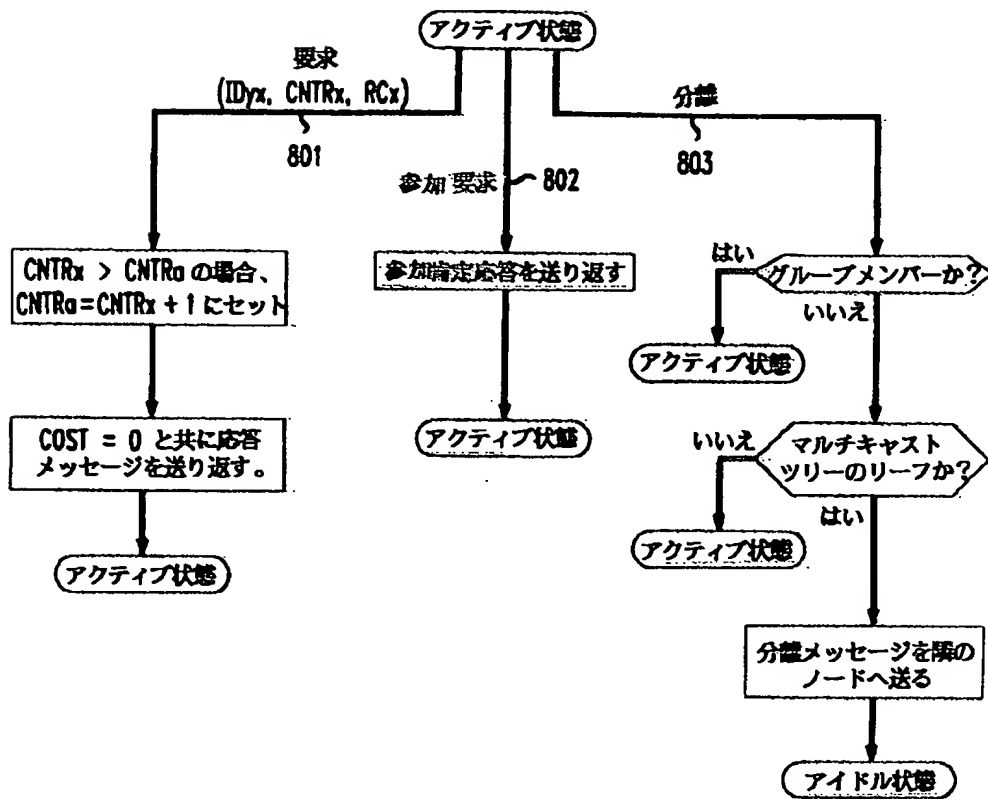 アクティブ状態
要求
(IDyx, CNTRx, RCx)
801
参加要求
802
分離
803
CNTRx > CNTRa の場合、
CNTRa=CNTRx + 1 にセット
COST = 0 と共に応答
メッセージを送り返す。
アクティブ状態
参加肯定応答を送り返す
アクティブ状態
はい
グループメンバーか?
いいえ
アクティブ状態
いいえ
マルチキャスト
ツリーのリーフか?
はい
アクティブ状態
分離メッセージを隣の
ノードへ送る
アイドル状態